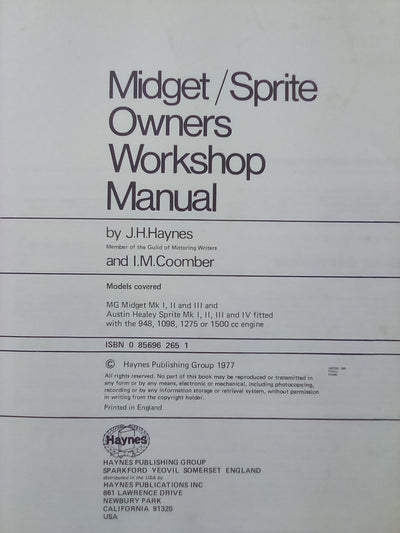 Midget/Sprite
Owners
Workshop
Manual
by J.H.Haynes
Member of the Guild of Motoring Writers
and I.M.Coomber
Models covered
MG Midget Mk I, II and III and
Austin Healey Sprite Mk I, II, III and IV fitted
with the 948, 1098, 1275 or 1500 cc engine
ISBN 0 85696 265 1
© Haynes Publishing Group 1977
All rights reserved. No part of this book may be reproduced or transmitted in
any form or by any means, electronic or mechanical, including photocopying,
recording or by any information storage or retrieval system, without permission
in writing from the copyright holder.
Printed in England
Haynes
HAYNES PUBLISHING GROUP
SPARKFORD YEOVIL SOMERSET ENGLAND
distributed in the USA by
HAYNES PUBLICATIONS INC
861 LAWRENCE DRIVE
NEWBURY PARK
CALIFORNIA 91320
USA